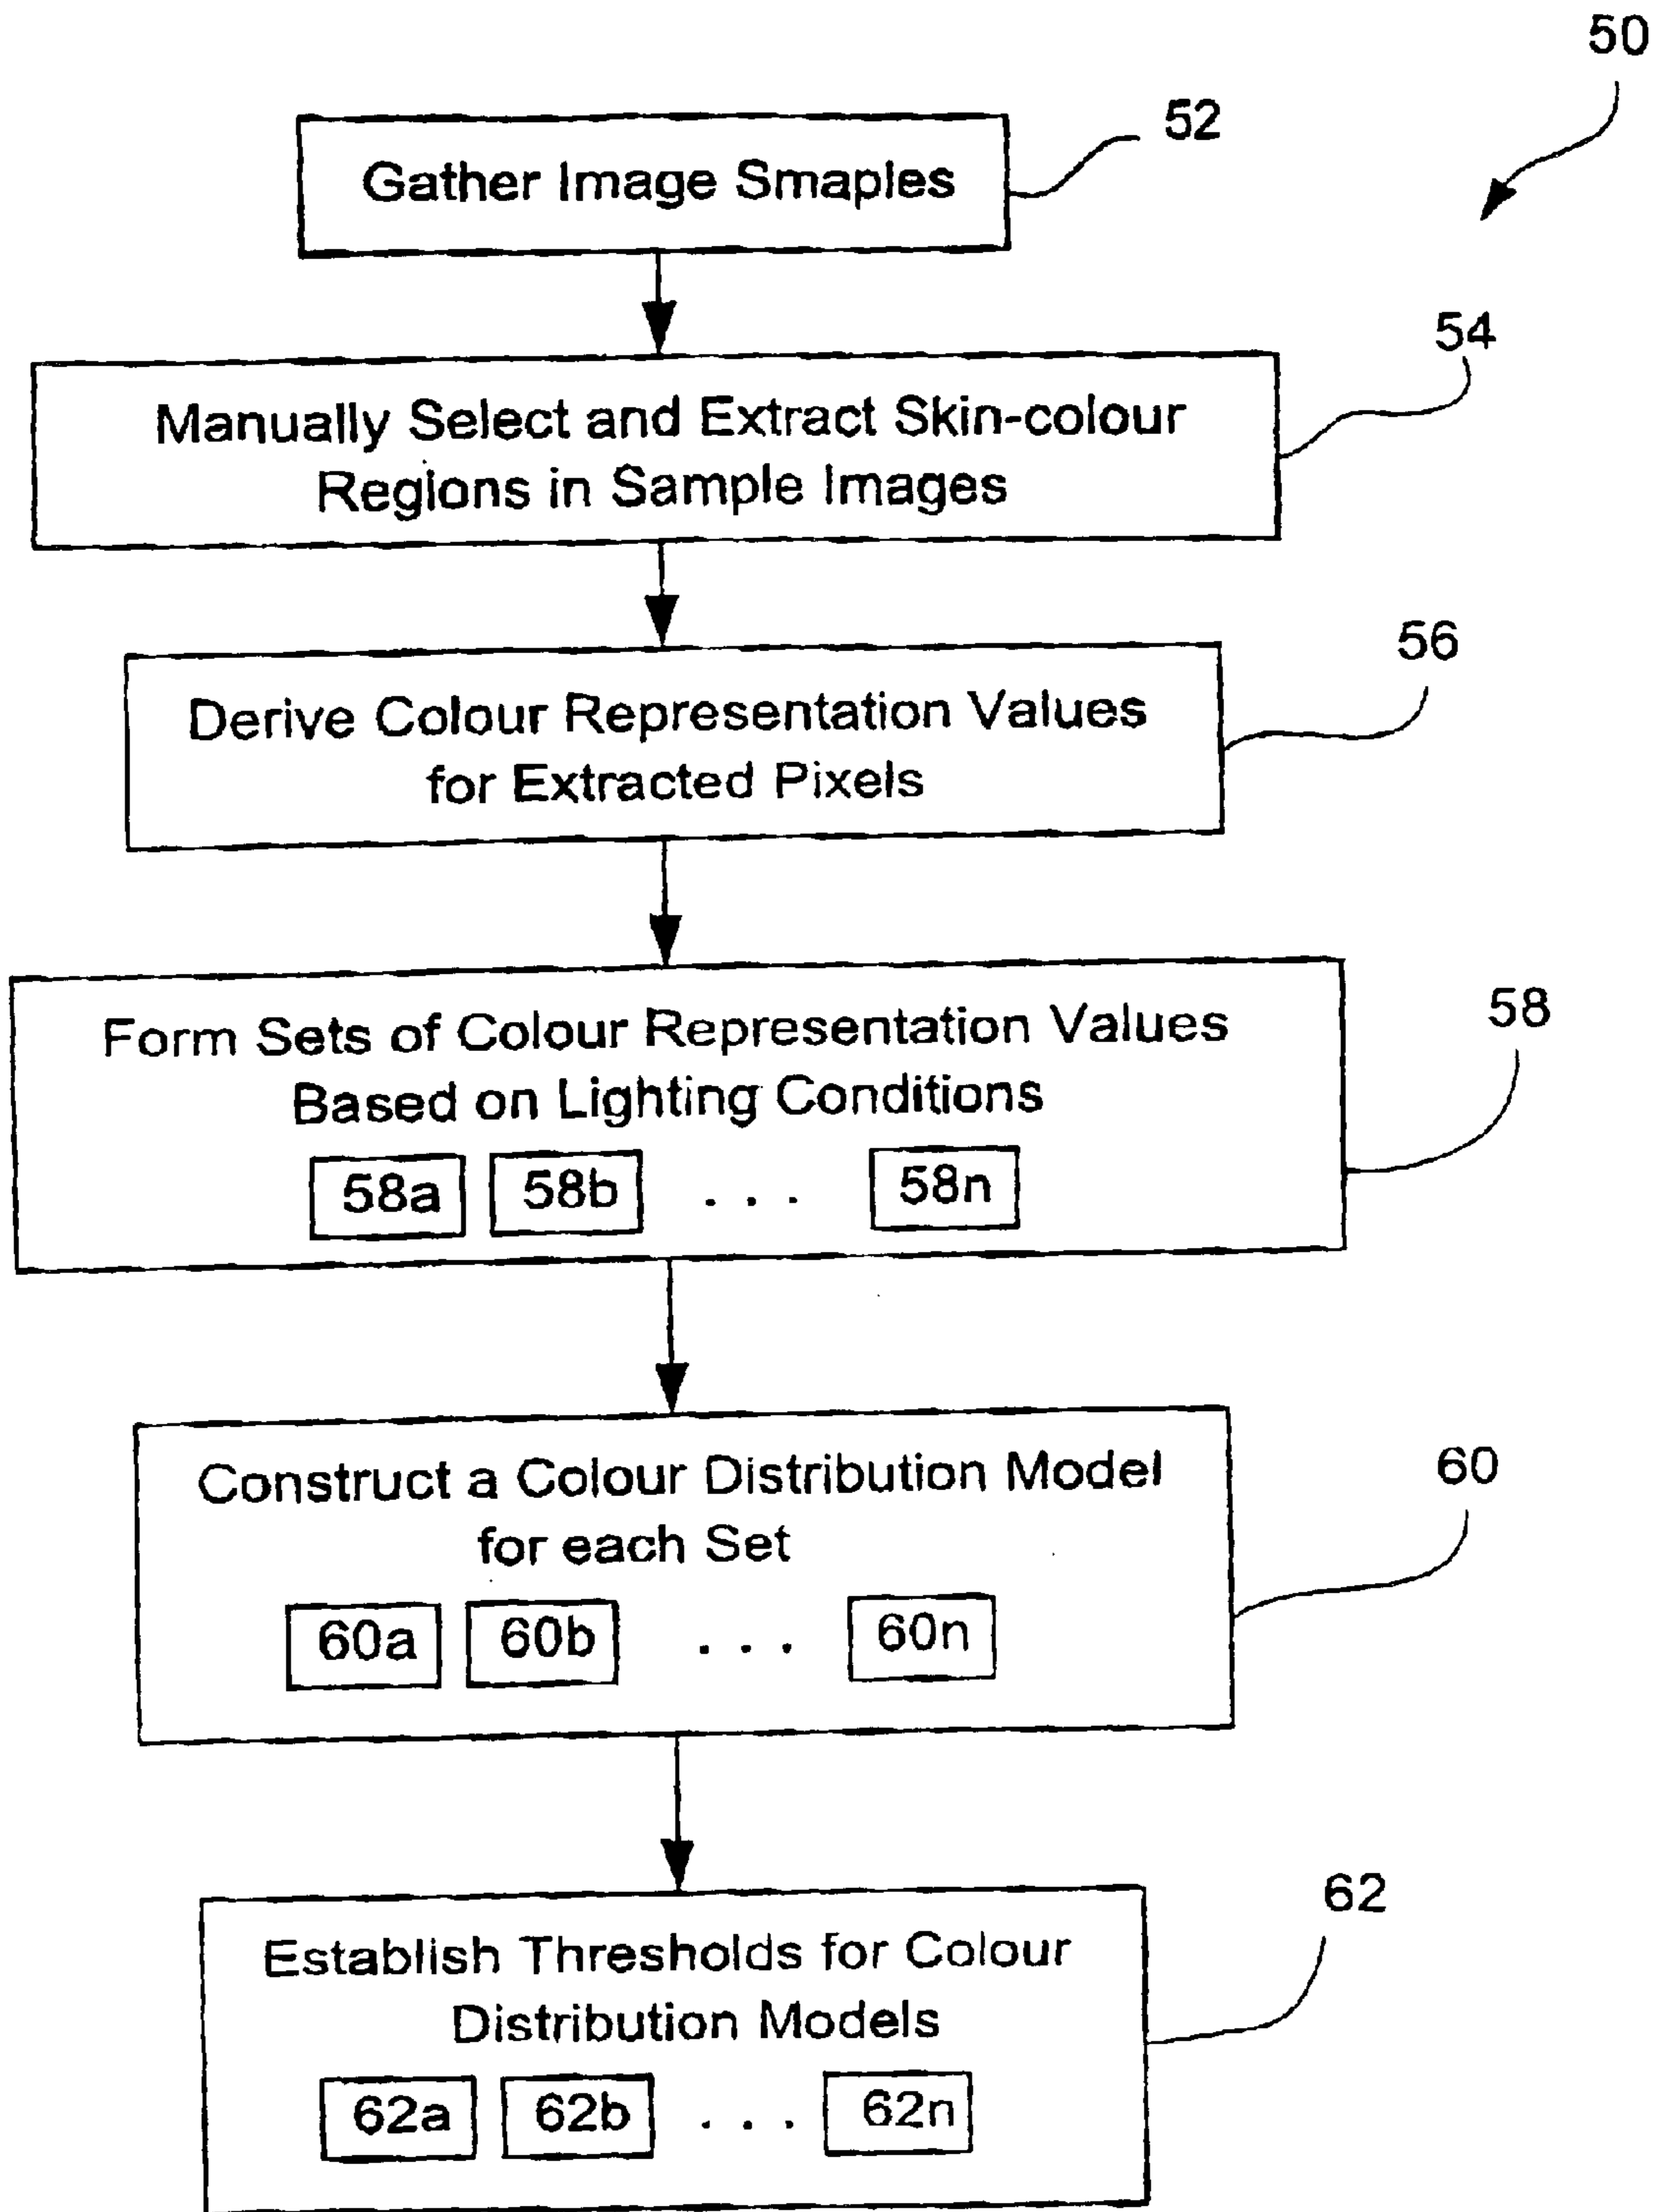 50
52
Gather Image Smaples
54
Manually Select and Extract Skin-colour
Regions in Sample Images
56
Derive Colour Representation Values
for Extracted Pixels
58
Form Sets of Colour Representation Values
Based on Lighting Conditions
58a 58b . . . 58n
60
Construct a Colour Distribution Model
for each Set
60a 60b . . . 60n
62
Establish Thresholds for Colour
Distribution Models
62a 62b . . . 62n